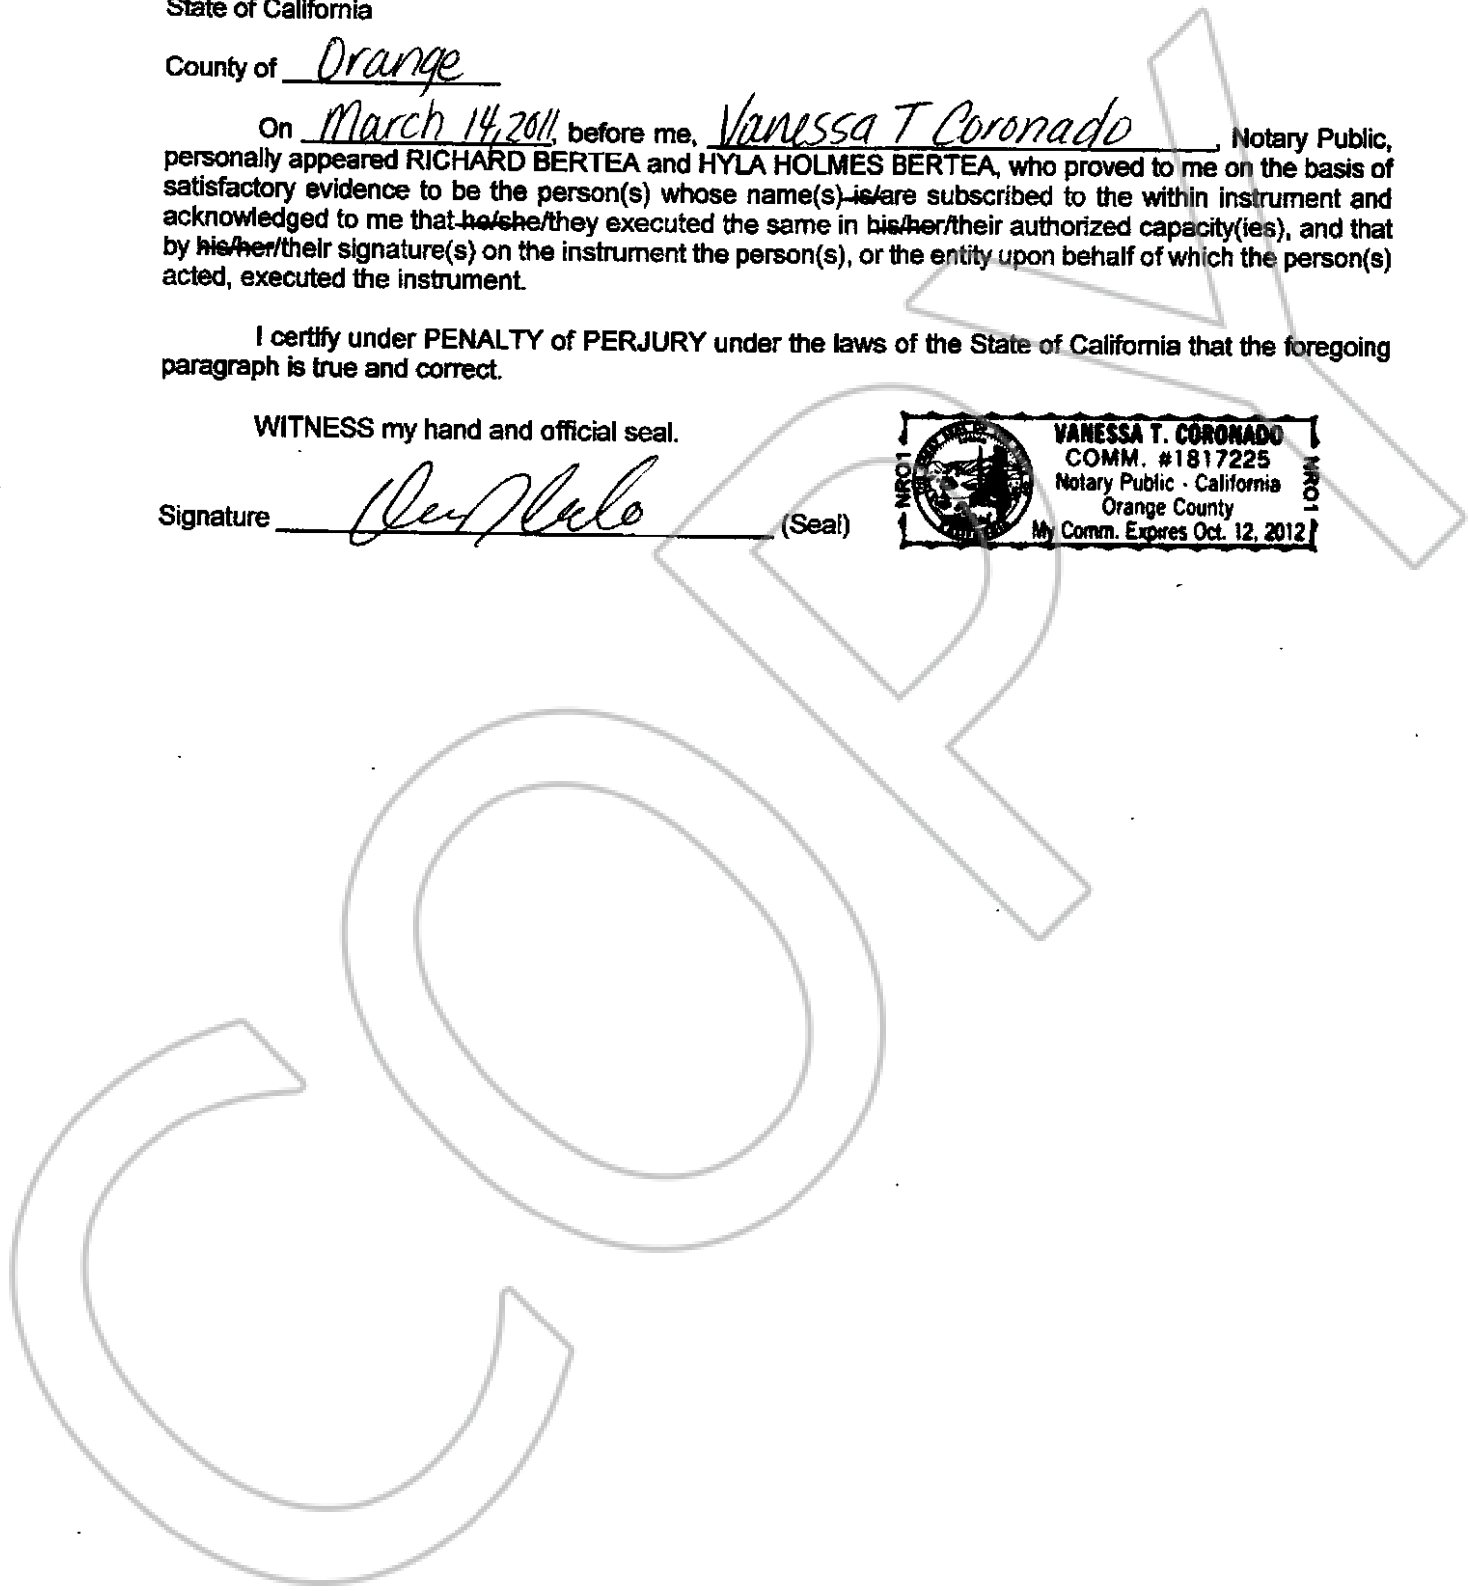 State of California
County of Orange
On March 14, 2011, before me, Vanessa T Coronado, Notary Public,
personally appeared RICHARD BERTEA and HYLA HOLMES BERTEA, who proved to me on the basis of
satisfactory evidence to be the person(s) whose name(s) is/are subscribed to the within instrument and
acknowledged to me that he/she/they executed the same in his/her/their authorized capacity(ies), and that
by his/her/their signature(s) on the instrument the person(s), or the entity upon behalf of which the person(s)
acted, executed the instrument.
I certify under PENALTY of PERJURY under the laws of the State of California that the foregoing
paragraph is true and correct.
WITNESS my hand and official seal.
Signature (Seal)
NRO1
VANESSA T. CORONADO
COMM. #1817225
Notary Public - California
Orange County
My Comm. Expires Oct. 12, 2012
NRO1
COPY